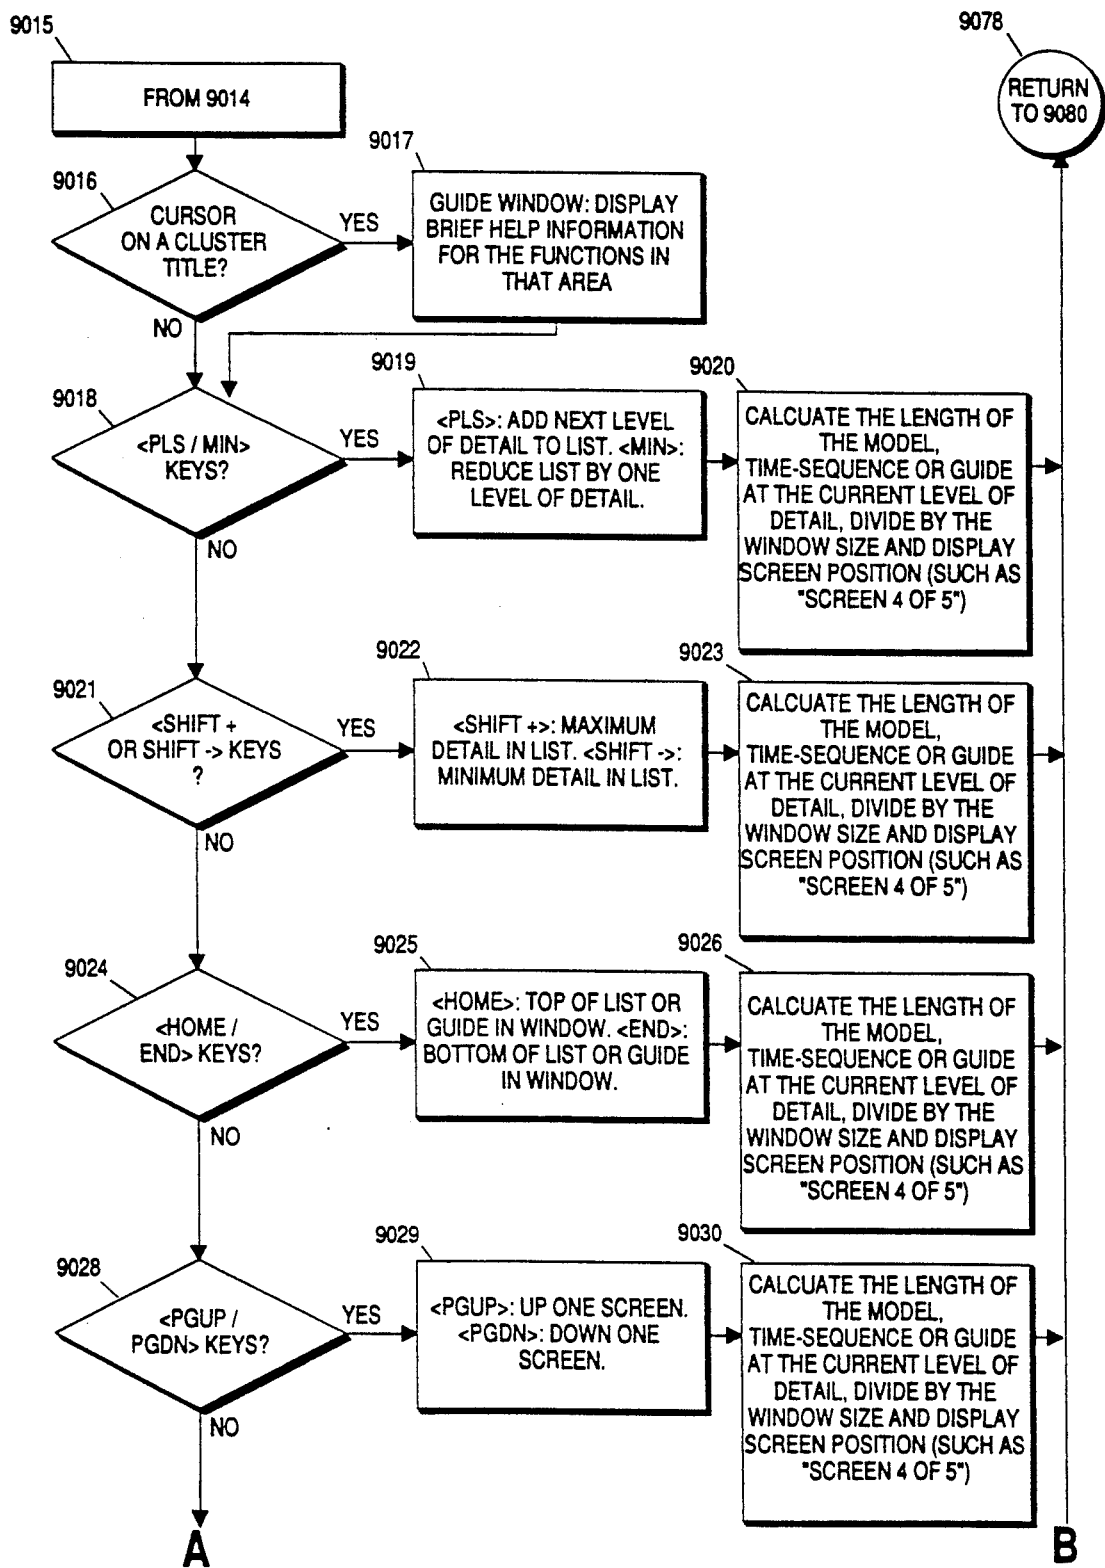 9015
FROM 9014
9078
RETURN
TO 9080
9016
CURSOR
ON A CLUSTER
TITLE?
YES
NO
9017
GUIDE WINDOW: DISPLAY
BRIEF HELP INFORMATION
FOR THE FUNCTIONS IN
THAT AREA
9018
<PLS / MIN>
KEYS?
YES
NO
9019
<PLS>: ADD NEXT LEVEL
OF DETAIL TO LIST. <MIN>:
REDUCE LIST BY ONE
LEVEL OF DETAIL.
9020
CALCUATE THE LENGTH OF
THE MODEL,
TIME-SEQUENCE OR GUIDE
AT THE CURRENT LEVEL OF
DETAIL, DIVIDE BY THE
WINDOW SIZE AND DISPLAY
SCREEN POSITION (SUCH AS
"SCREEN 4 OF 5")
9021
<SHIFT +
OR SHIFT -> KEYS
?
YES
NO
9022
<SHIFT +>: MAXIMUM
DETAIL IN LIST. <SHIFT ->:
MINIMUM DETAIL IN LIST.
9023
CALCUATE THE LENGTH OF
THE MODEL,
TIME-SEQUENCE OR GUIDE
AT THE CURRENT LEVEL OF
DETAIL, DIVIDE BY THE
WINDOW SIZE AND DISPLAY
SCREEN POSITION (SUCH AS
"SCREEN 4 OF 5")
9024
<HOME /
END> KEYS?
YES
NO
9025
<HOME>: TOP OF LIST OR
GUIDE IN WINDOW. <END>:
BOTTOM OF LIST OR GUIDE
IN WINDOW.
9026
CALCUATE THE LENGTH OF
THE MODEL,
TIME-SEQUENCE OR GUIDE
AT THE CURRENT LEVEL OF
DETAIL, DIVIDE BY THE
WINDOW SIZE AND DISPLAY
SCREEN POSITION (SUCH AS
"SCREEN 4 OF 5")
9028
<PGUP /
PGDN> KEYS?
YES
NO
9029
<PGUP>: UP ONE SCREEN.
<PGDN>: DOWN ONE
SCREEN.
9030
CALCUATE THE LENGTH OF
THE MODEL,
TIME-SEQUENCE OR GUIDE
AT THE CURRENT LEVEL OF
DETAIL, DIVIDE BY THE
WINDOW SIZE AND DISPLAY
SCREEN POSITION (SUCH AS
"SCREEN 4 OF 5")
A
B